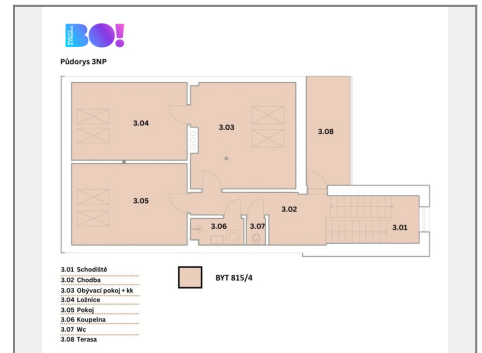 BO!
Půdorys 3NP
3.04
3.03
3.08
3.05
3.02
3.06
3.07
3.01
3.01 Schodiště
3.02 Chodba
3.03 Obývací pokoj + kk
3.04 Ložnice
3.05 Pokoj
3.06 Koupelna
3.07 Wc
3.08 Terasa
BYT 815/4